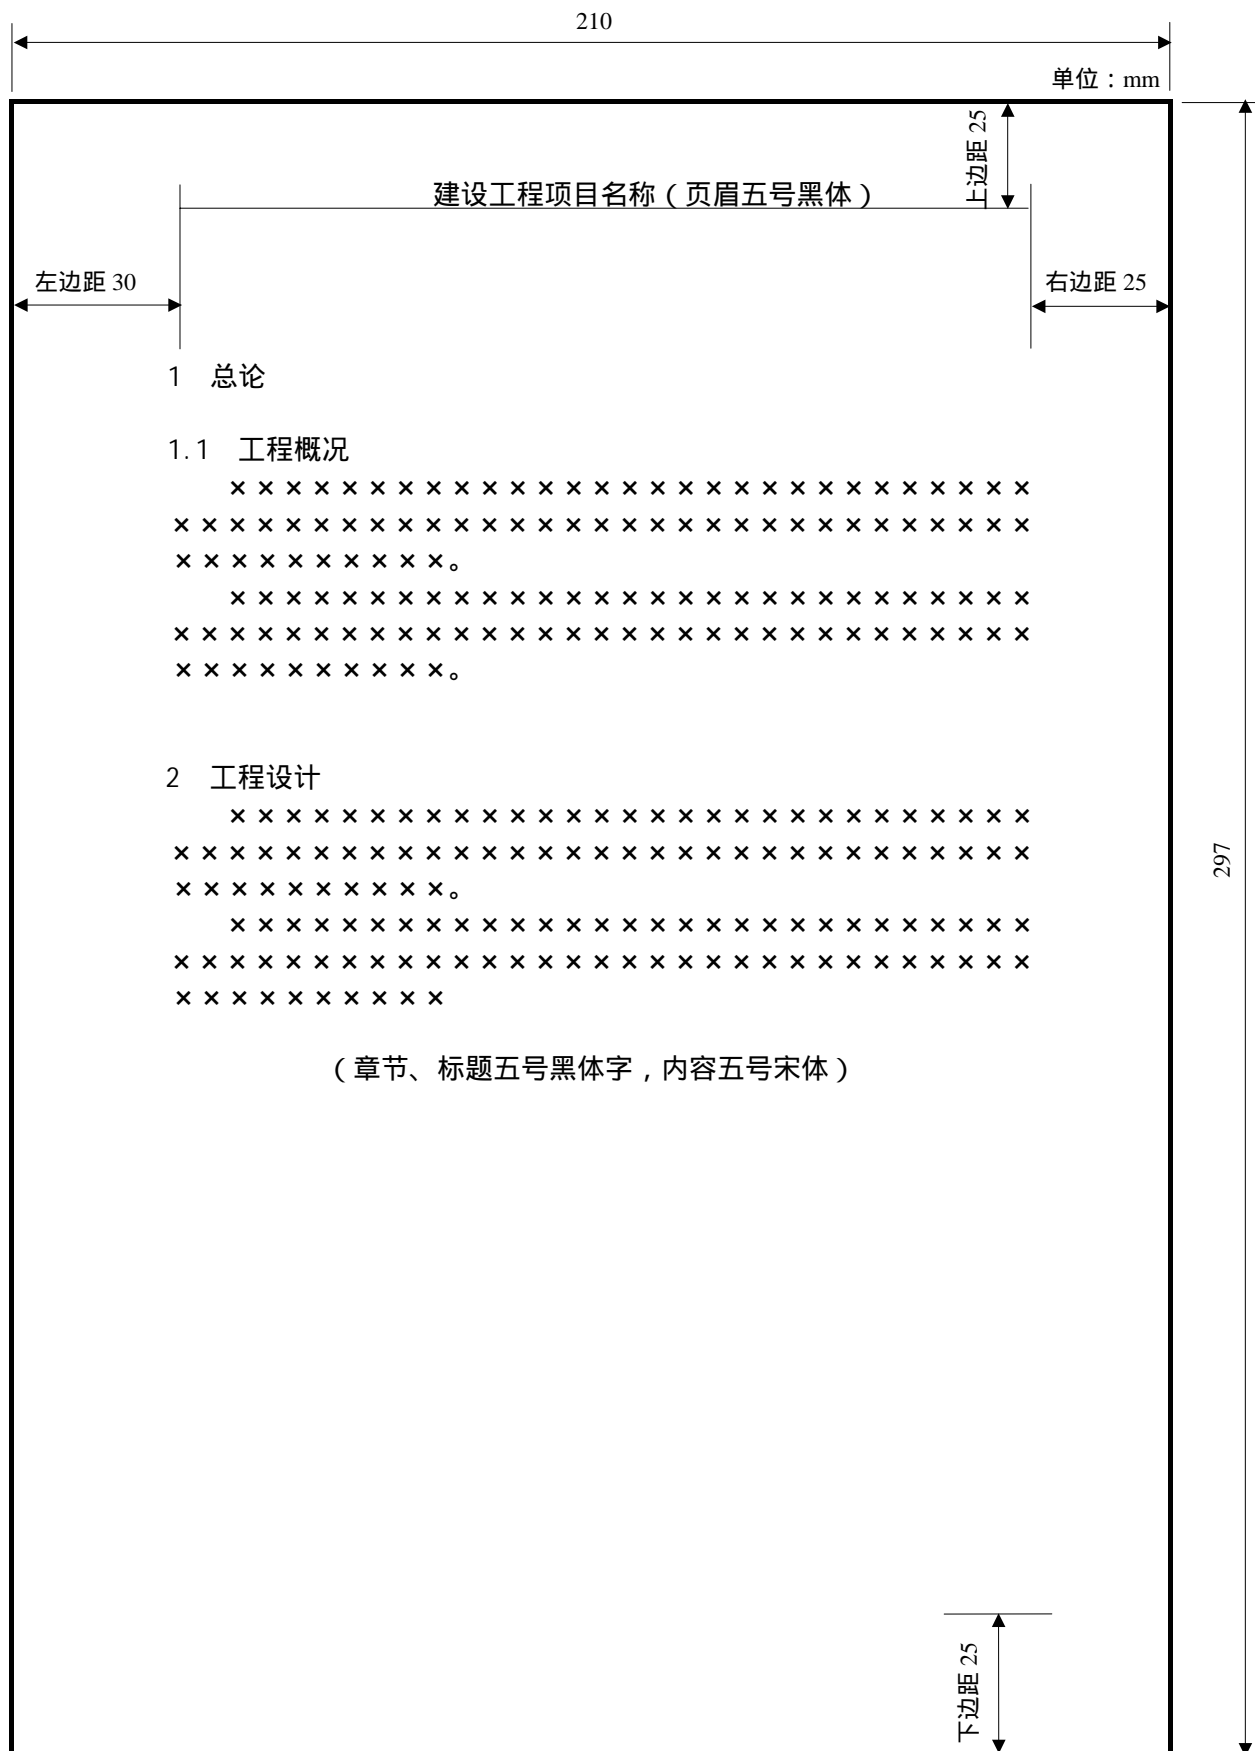 210
单位：mm
上边距 25
建设工程项目名称（页眉五号黑体）
左边距 30
右边距 25
1 总论
1.1 工程概况
×××××××××××××××××××××××××××××
×××××××××××××××××××××××××××××××
××××××××××。
×××××××××××××××××××××××××××××
×××××××××××××××××××××××××××××××
××××××××××。
2 工程设计
×××××××××××××××××××××××××××××
×××××××××××××××××××××××××××××××
××××××××××。
×××××××××××××××××××××××××××××
×××××××××××××××××××××××××××××××
××××××××××
297
（章节、标题五号黑体字，内容五号宋体）
下边距 25